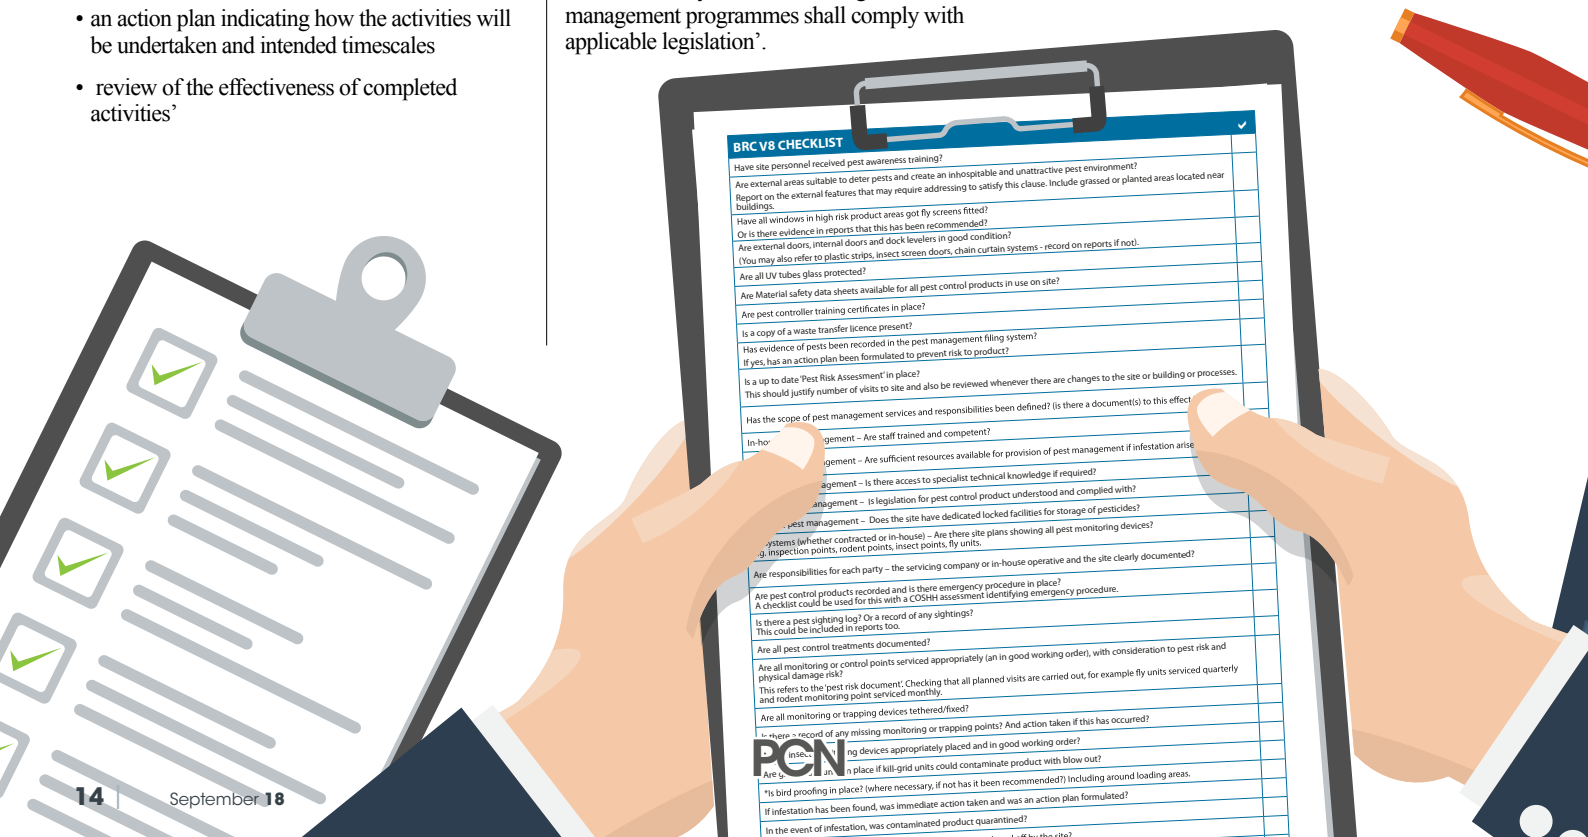 • an action plan indicating how the activities will
be undertaken and intended timescales
• review of the effectiveness of completed
activities’
management programmes shall comply with
applicable legislation’.
BRC V8 CHECKLIST
Have site personnel received pest awareness training?
Are external areas suitable to deter pests and create an inhospitable and unattractive pest environment?
Report on the external features that may require addressing to satisfy this clause. Include grassed or planted areas located near
buildings.
Have all windows in high risk product areas got fly screens fitted?
Or is there evidence in reports that this has been recommended?
Are external doors, internal doors and dock levelers in good condition?
(You may also refer to plastic strips, insect screen doors, chain curtain systems - record on reports if not).
Are all UV tubes glass protected?
Are Material safety data sheets available for all pest control products in use on site?
Are pest controller training certificates in place?
Is a copy of a waste transfer licence present?
Has evidence of pests been recorded in the pest management filing system?
If yes, has an action plan been formulated to prevent risk to product?
Is a up to date ‘Pest Risk Assessment’ in place?
This should justify number of visits to site and also be reviewed whenever there are changes to the site or building or processes.
Has the scope of pest management services and responsibilities been defined? (is there a document(s) to this effect
– Are staff trained and competent?
– Are sufficient resources available for provision of pest management if infestation
– Is there access to specialist technical knowledge if required?
– Is legislation for pest control product understood and complied with?
pest management – Does the site have dedicated locked facilities for storage of pesticides?
(whether contracted or in-house) – Are there site plans showing all pest monitoring devices?
inspection points, rodent points, insect points, fly units.
Are responsibilities for each party – the servicing company or in-house operative and the site clearly documented?
Are pest control products recorded and is there emergency procedure in place?
A checklist could be used for this with a COSHH assessment identifying emergency procedure.
Is there a pest sighting log? Or a record of any sightings?
This could be included in reports too.
Are all pest control treatments documented?
Are all monitoring or control points serviced appropriately (an in good working order), with consideration to pest risk and
physical damage risk?
This refers to the ‘pest risk document’. Checking that all planned visits are carried out, for example fly units serviced quarterly
and rodent monitoring point serviced monthly.
Are all monitoring or trapping devices tethered/fixed?
Is there a record of any missing monitoring or trapping points? And action taken if this has occurred?
devices appropriately placed and in good working order?
Are place if kill-grid units could contaminate product with blow out?
*Is bird proofing in place? (where necessary, if not has it been recommended?) Including around loading areas.
If infestation has been found, was immediate action taken and was an action plan formulated?
In the event of infestation, was contaminated product quarantined?
by the site?
PCN
14 September 18